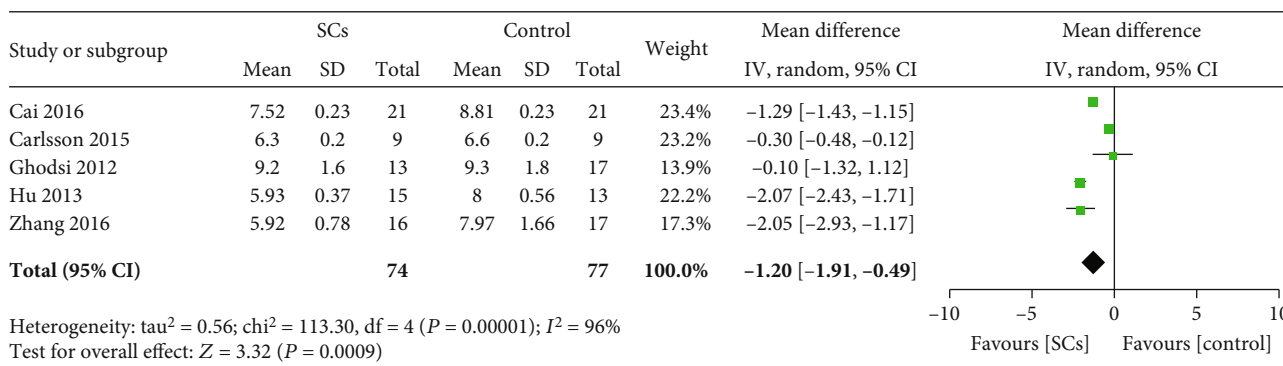 SCs Control Mean difference Mean difference
Study or subgroup Weight
Mean SD Total Mean SD Total IV, random, 95% CI IV, random, 95% CI
Cai 2016 7.52 0.23 21 8.81 0.23 21 23.4% −1.29 [−1.43, −1.15]
Carlsson 2015 6.3 0.2 9 6.6 0.2 9 23.2% −0.30 [−0.48, −0.12]
Ghodsi 2012 9.2 1.6 13 9.3 1.8 17 13.9% −0.10 [−1.32, 1.12]
Hu 2013 5.93 0.37 15 8 0.56 13 22.2% −2.07 [−2.43, −1.71]
Zhang 2016 5.92 0.78 16 7.97 1.66 17 17.3% −2.05 [−2.93, −1.17]
Total (95% CI) 74 77 100.0% −1.20 [−1.91, −0.49]
−10 −5 0 5 10
Heterogeneity: tau² = 0.56; chi² = 113.30, df = 4 (P = 0.00001); I² = 96%
Favours [SCs] Favours [control]
Test for overall effect: Z = 3.32 (P = 0.0009)